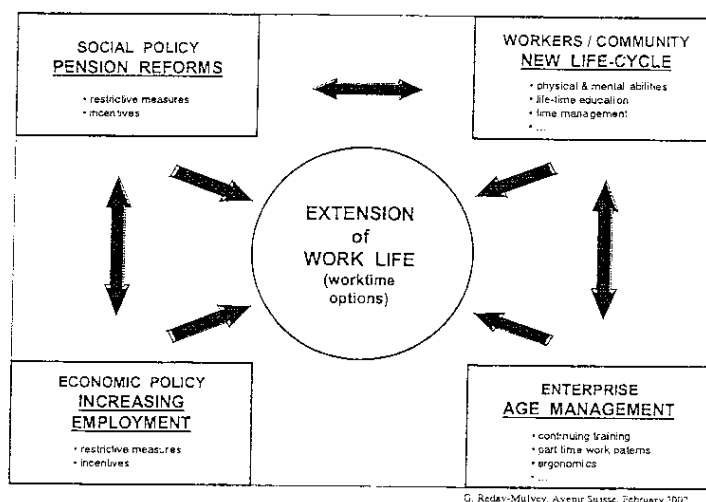 SOCIAL POLICY
PENSION REFORMS
• restrictive measures
• incentives
WORKERS / COMMUNITY
NEW LIFE-CYCLE
• physical & mental abilities
• life-time education
• time management
• ...
EXTENSION
of
WORK LIFE
(worktime
options)
ECONOMIC POLICY
INCREASING
EMPLOYMENT
• restrictive measures
• incentives
ENTERPRISE
AGE MANAGEMENT
• continuing training
• part time work paterns
• ergonomics
• ...
G. Reday-Mulvey, Avenir Suisse, February